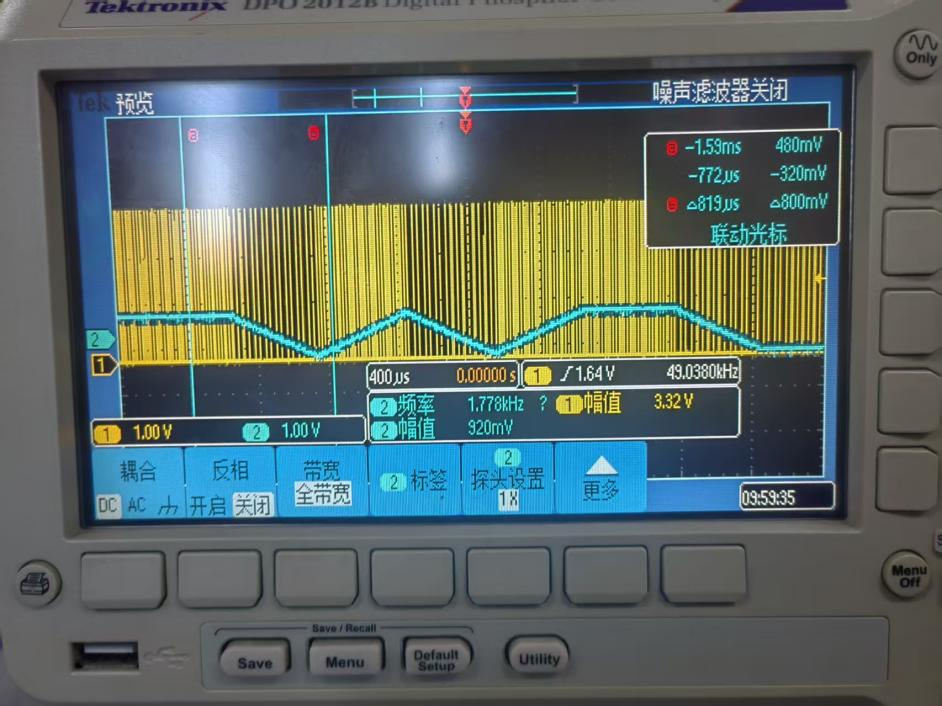 Tektronix DPO 2012B Digital Phosphor
Only
Tek 预览
噪声滤波器关闭
a
b
a -1.59ms 480mV
-772µs -320mV
b △819µs △800mV
联动光标
2
1
400µs 0.00000 s 1 1.64 V 49.0380kHz
2 频率 1.778kHz ? 1 幅值 3.32 V
2 幅值 920mV
1 1.00 V 2 1.00 V
耦合
DC AC
反相
开启 关闭
带宽
全带宽
2 标签
2
探头设置
1X
更多
09:59:35
Menu Off
Save / Recall
Save
Menu
Default Setup
Utility